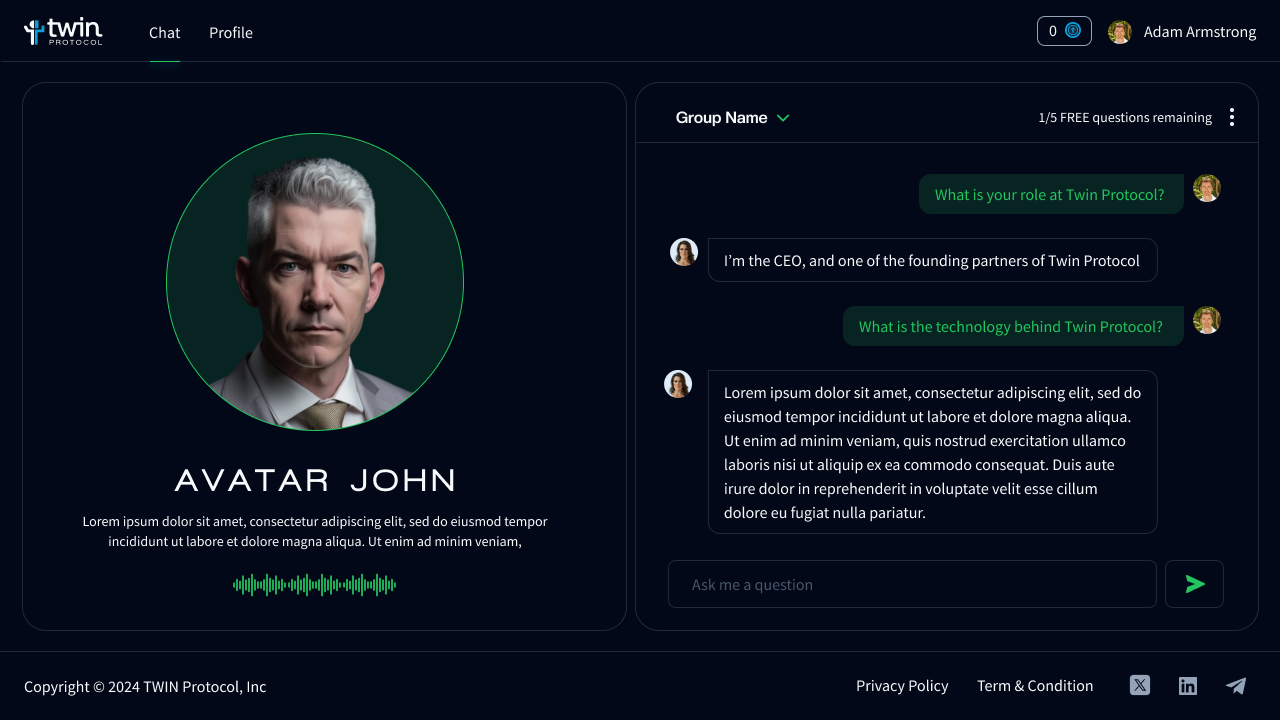 twin
PROTOCOL
Chat
Profile
0
Adam Armstrong
AVATAR JOHN
Lorem ipsum dolor sit amet, consectetur adipiscing elit, sed do eiusmod tempor
incididunt ut labore et dolore magna aliqua. Ut enim ad minim veniam,
Group Name
1/5 FREE questions remaining
What is your role at Twin Protocol?
I’m the CEO, and one of the founding partners of Twin Protocol
What is the technology behind Twin Protocol?
Lorem ipsum dolor sit amet, consectetur adipiscing elit, sed do
eiusmod tempor incididunt ut labore et dolore magna aliqua.
Ut enim ad minim veniam, quis nostrud exercitation ullamco
laboris nisi ut aliquip ex ea commodo consequat. Duis aute
irure dolor in reprehenderit in voluptate velit esse cillum
dolore eu fugiat nulla pariatur.
Ask me a question
Copyright © 2024 TWIN Protocol, Inc
Privacy Policy
Term & Condition